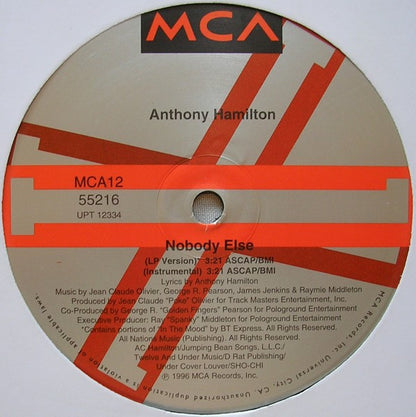 MCA
Anthony Hamilton
MCA12
55216
UPT 12334
Nobody Else
(LP Version)* 3:21 ASCAP/BMI
(Instrumental) 3:21 ASCAP/BMI
Lyrics by Anthony Hamilton
Music by Jean Claude Olivier, George R. Pearson, James Jenkins & Raymie Middleton
Produced by Jean Claude "Poke" Olivier for Track Masters Entertainment, Inc.
Co-Produced by George R. "Golden Fingers" Pearson for Pologround Entertainment
Executive Producer: Ray "Spanky" Middleton for Pologround Entertainment
*Contains portions of "In The Mood" by BT Express. All Rights Reserved.
All Nations Music (Publishing). All Rights Reserved.
AC Hamilton/Jumping Bean Songs, L.L.C./
Twelve And Under Music/D Rat Publishing/
Under Cover Louver/SHO-CHI
℗ 1996 MCA Records, Inc.
MCA Records Inc. Universal City, CA. Unauthorized duplication is a violation of applicable laws.